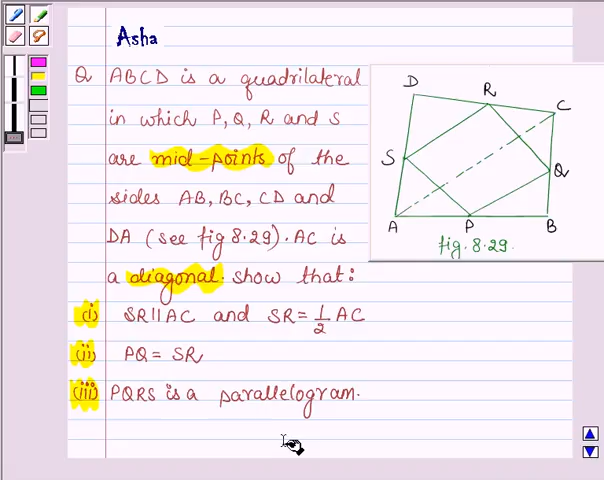 Asha
Q ABCD is a quadrilateral
in which P, Q, R and S
are mid-points of the
sides AB, BC, CD and
DA (see fig 8.29). AC is
a diagonal. show that:
(i) SR||AC and SR = 1/2 AC
(ii) PQ = SR
(iii) PQRS is a parallelogram.
D
R
C
S
Q
A
P
B
fig. 8.29.